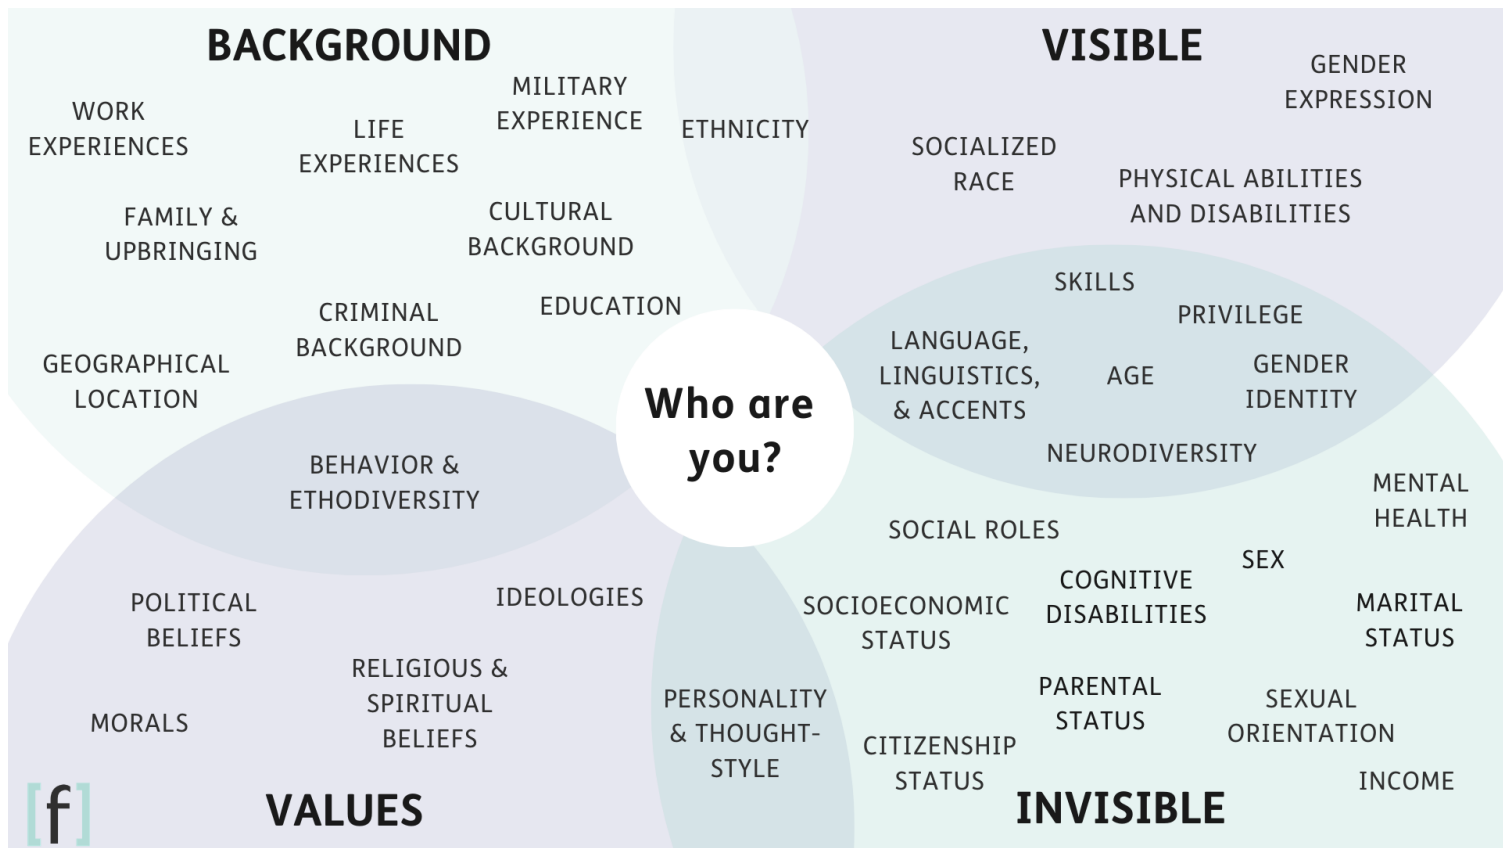 BACKGROUND
WORK
EXPERIENCES
LIFE
EXPERIENCES
MILITARY
EXPERIENCE
FAMILY &
UPBRINGING
CULTURAL
BACKGROUND
EDUCATION
CRIMINAL
BACKGROUND
GEOGRAPHICAL
LOCATION
ETHNICITY
VISIBLE
GENDER
EXPRESSION
SOCIALIZED
RACE
PHYSICAL ABILITIES
AND DISABILITIES
SKILLS
PRIVILEGE
LANGUAGE,
LINGUISTICS,
& ACCENTS
AGE
GENDER
IDENTITY
NEURODIVERSITY
Who are
you?
BEHAVIOR &
ETHODIVERSITY
POLITICAL
BELIEFS
IDEOLOGIES
RELIGIOUS &
SPIRITUAL
BELIEFS
MORALS
VALUES
[f]
PERSONALITY
& THOUGHT-
STYLE
MENTAL
HEALTH
SOCIAL ROLES
SEX
COGNITIVE
DISABILITIES
SOCIOECONOMIC
STATUS
MARITAL
STATUS
PARENTAL
STATUS
SEXUAL
ORIENTATION
CITIZENSHIP
STATUS
INCOME
INVISIBLE